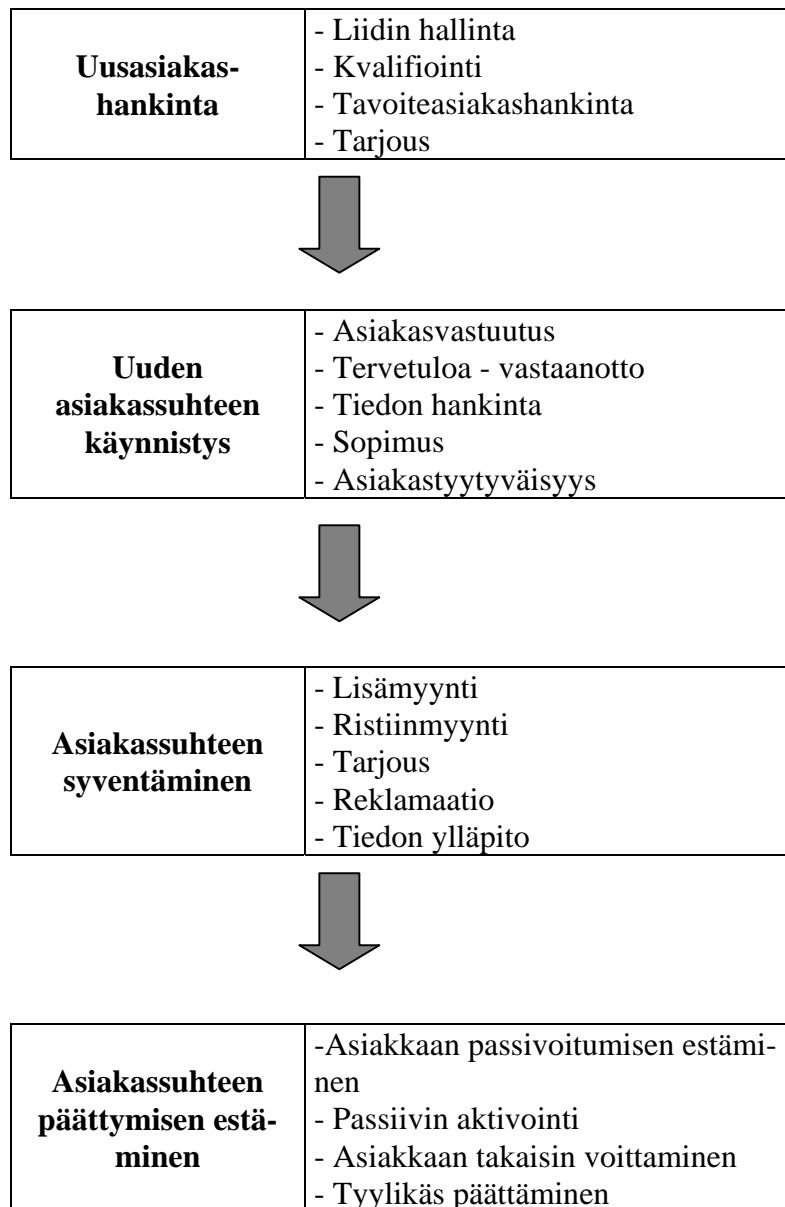 Uusasiakas-
hankinta
- Liidin hallinta
- Kvalifiointi
- Tavoiteasiakashankinta
- Tarjous
Uuden
asiakassuhteen
käynnistys
- Asiakasvastuutus
- Tervetuloa - vastaanotto
- Tiedon hankinta
- Sopimus
- Asiakastyytyväisyys
Asiakassuhteen
syventäminen
- Lisämyynti
- Ristiinmyynti
- Tarjous
- Reklamaatio
- Tiedon ylläpito
Asiakassuhteen
päättymisen estä-
minen
-Asiakkaan passivoitumisen estämi-
nen
- Passiivin aktivointi
- Asiakkaan takaisin voittaminen
- Tyylikäs päättäminen